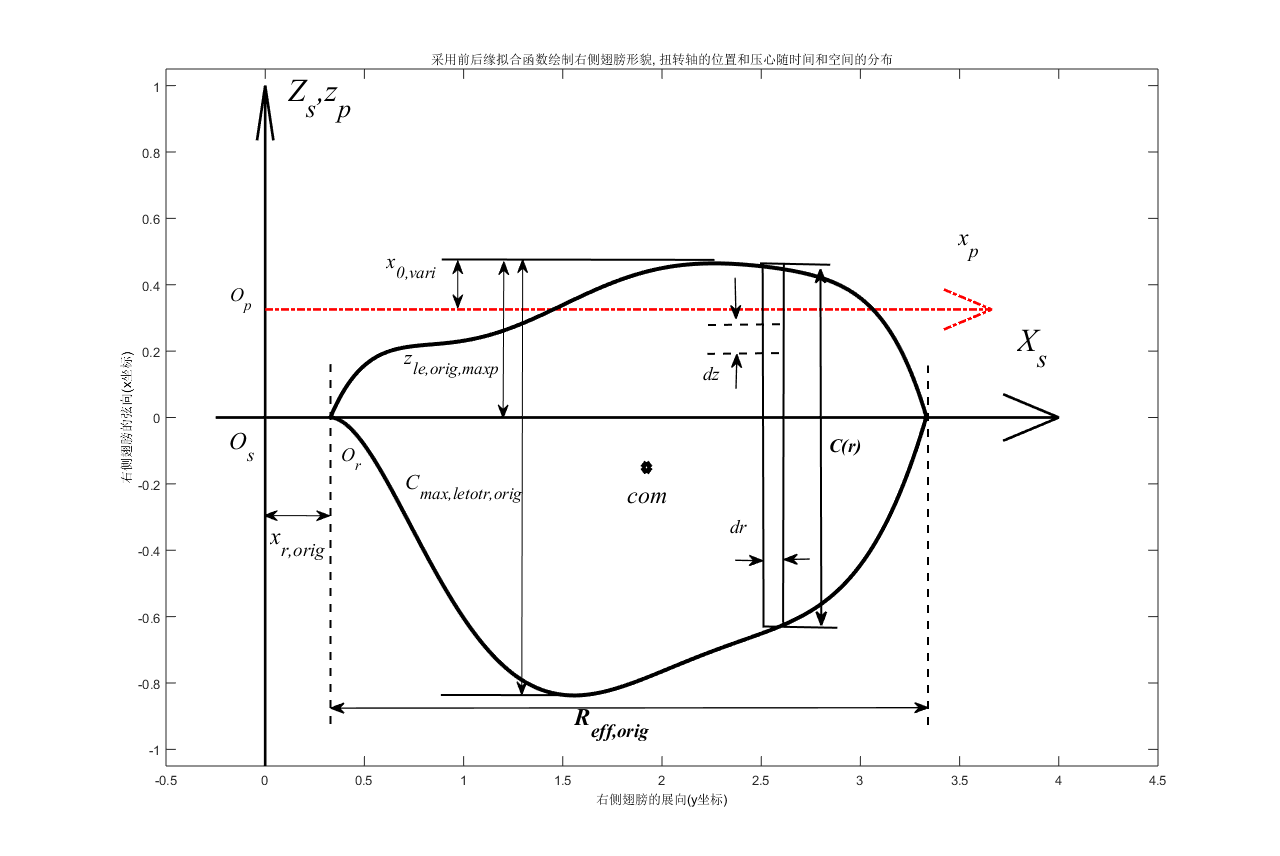 采用前后缘拟合函数绘制右侧翅膀形貌, 扭转轴的位置和压心随时间和空间的分布
Z_s,z_p
x_p
x_{0,vari}
O_p
X_s
z_{le,orig,maxp}
dz
O_s
O_r
C(r)
C_{max,letotr,orig}
com
dr
x_{r,orig}
R_{eff,orig}
1
0.8
0.6
0.4
0.2
0
-0.2
-0.4
-0.6
-0.8
-1
右侧翅膀的弦向(x坐标)
-0.5 0 0.5 1 1.5 2 2.5 3 3.5 4 4.5
右侧翅膀的展向(y坐标)